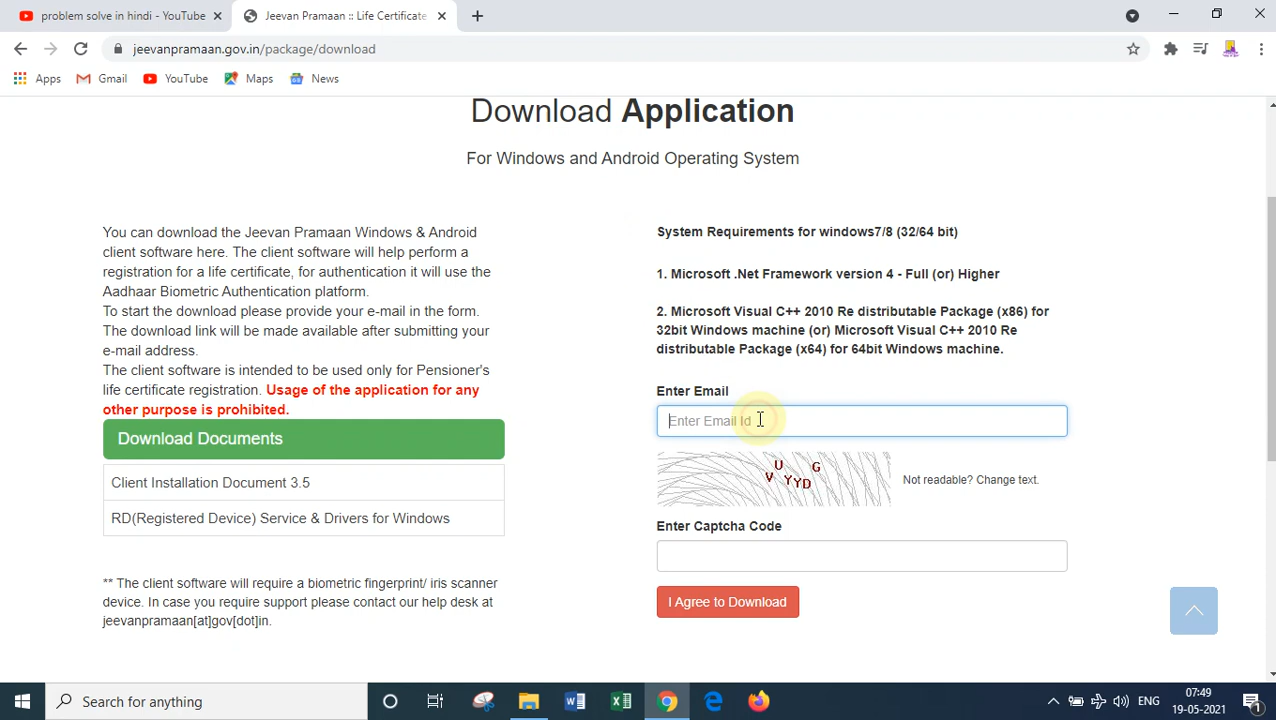 problem solve in hindi - YouTube
Jeevan Pramaan :: Life Certificate
jeevanpramaan.gov.in/package/download
Apps
Gmail
YouTube
Maps
News
Download Application
For Windows and Android Operating System
You can download the Jeevan Pramaan Windows & Android
client software here. The client software will help perform a
registration for a life certificate, for authentication it will use the
Aadhaar Biometric Authentication platform.
To start the download please provide your e-mail in the form.
The download link will be made available after submitting your
e-mail address.
The client software is intended to be used only for Pensioner's
life certificate registration. Usage of the application for any
other purpose is prohibited.
Download Documents
Client Installation Document 3.5
RD(Registered Device) Service & Drivers for Windows
** The client software will require a biometric fingerprint/ iris scanner
device. In case you require support please contact our help desk at
jeevanpramaan[at]gov[dot]in.
System Requirements for windows7/8 (32/64 bit)
1. Microsoft .Net Framework version 4 - Full (or) Higher
2. Microsoft Visual C++ 2010 Re distributable Package (x86) for
32bit Windows machine (or) Microsoft Visual C++ 2010 Re
distributable Package (x64) for 64bit Windows machine.
Enter Email
Enter Email Id
V U Y Y D G
Not readable? Change text.
Enter Captcha Code
I Agree to Download
Search for anything
ENG
07:49
19-05-2021
1